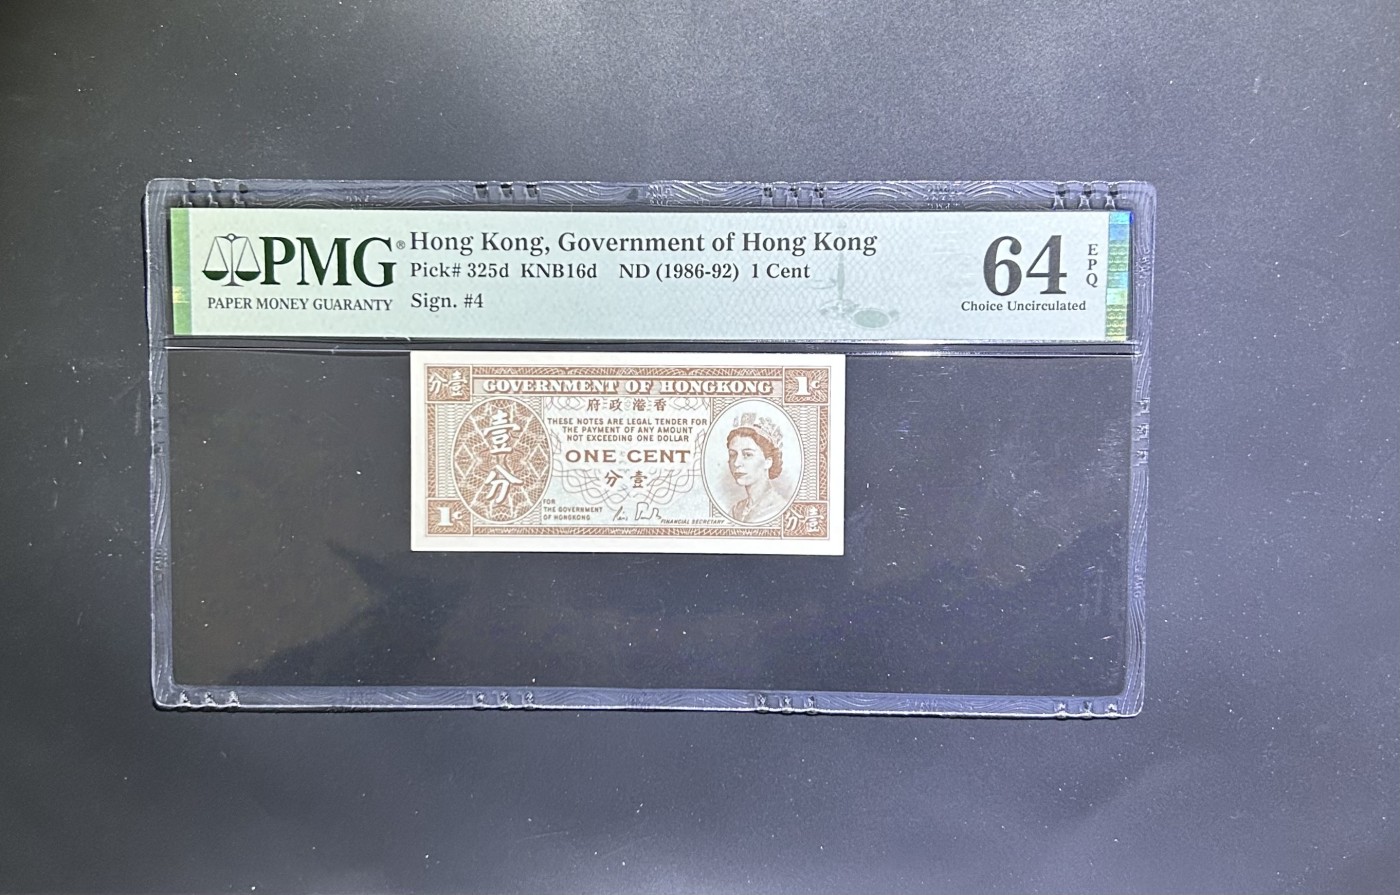 PMG®
PAPER MONEY GUARANTY
Hong Kong, Government of Hong Kong
Pick# 325d KNB16d ND (1986-92) 1 Cent
Sign. #4
64 EPQ
Choice Uncirculated
分壹
GOVERNMENT OF HONGKONG
1¢
府政港香
壹分
THESE NOTES ARE LEGAL TENDER FOR
THE PAYMENT OF ANY AMOUNT
NOT EXCEEDING ONE DOLLAR
ONE CENT
分壹
FOR
THE GOVERNMENT
OF HONGKONG
FINANCIAL SECRETARY
1¢
分壹